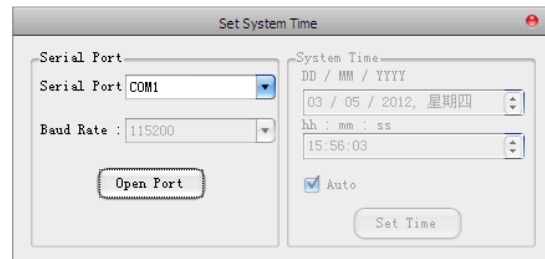 Set System Time
Serial Port
Serial Port COM1
Baud Rate : 115200
Open Port
System Time
DD / MM / YYYY
03 / 05 / 2012, 星期四
hh : mm : ss
15:56:03
Auto
Set Time